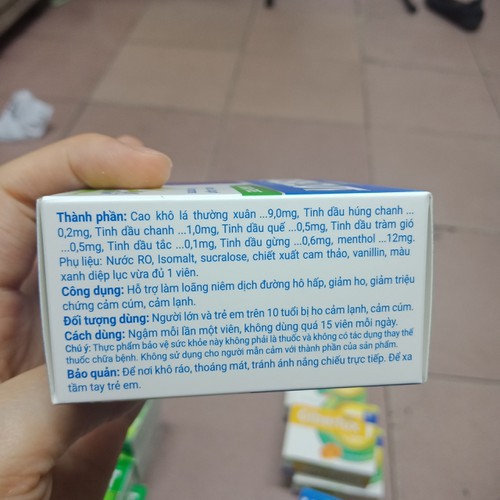 Thành phần: Cao khô lá thường xuân ...9,0mg, Tinh dầu húng chanh ...
0,2mg, Tinh dầu chanh ...1,0mg, Tinh dầu quế ...0,5mg, Tinh dầu tràm gió
...0,5mg, Tinh dầu tắc ...0,1mg, Tinh dầu gừng ...0,6mg, menthol ...12mg.
Phụ liệu: Nước RO, Isomalt, sucralose, chiết xuất cam thảo, vanillin, màu
xanh diệp lục vừa đủ 1 viên.
Công dụng: Hỗ trợ làm loãng niêm dịch đường hô hấp, giảm ho, giảm triệu
chứng cảm cúm, cảm lạnh.
Đối tượng dùng: Người lớn và trẻ em trên 10 tuổi bị ho cảm lạnh, cảm cúm.
Cách dùng: Ngậm mỗi lần một viên, không dùng quá 15 viên mỗi ngày.
Chú ý: Thực phẩm bảo vệ sức khỏe này không phải là thuốc và không có tác dụng thay thế
thuốc chữa bệnh. Không sử dụng cho người mẫn cảm với thành phần của sản phẩm.
Bảo quản: Để nơi khô ráo, thoáng mát, tránh ánh nắng chiếu trực tiếp. Để xa
tầm tay trẻ em.